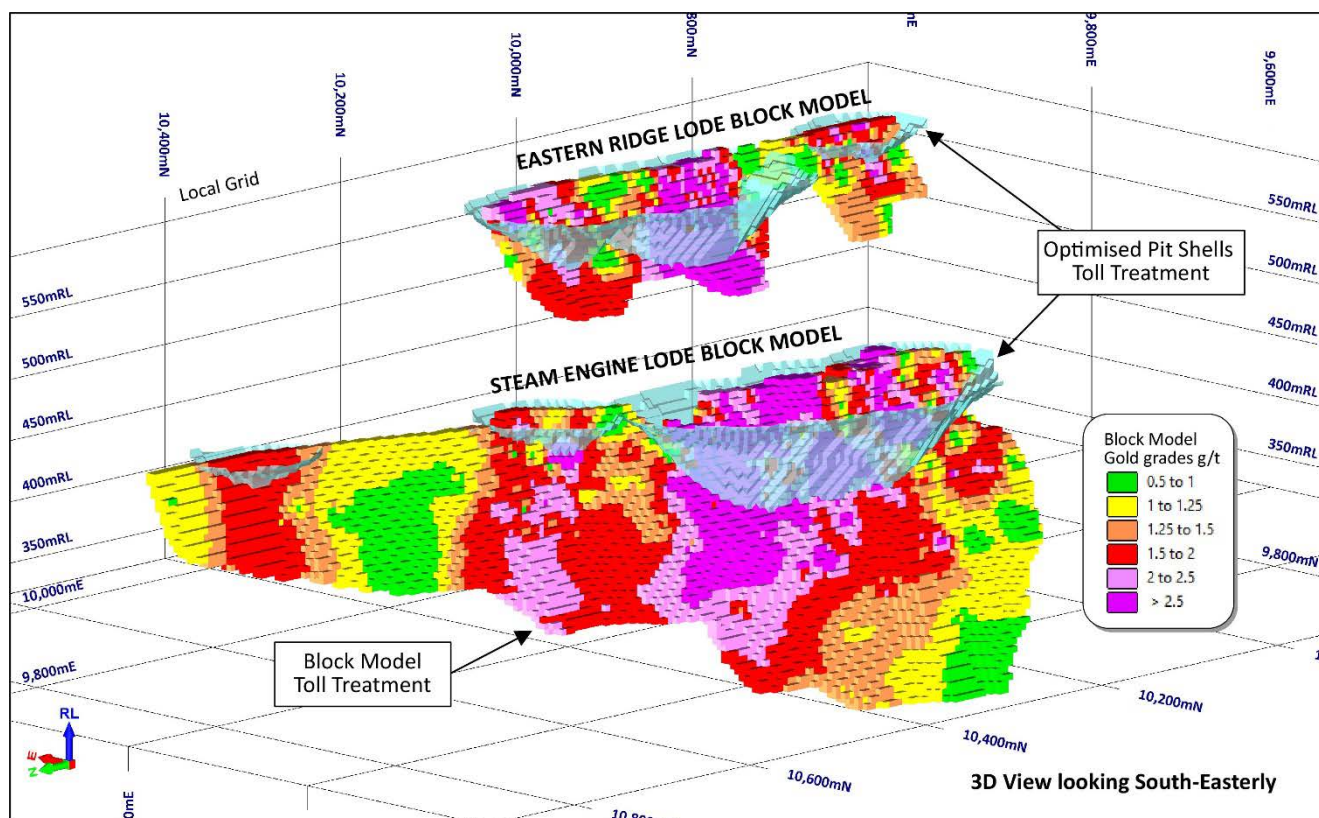 10,400mN
10,200mN
10,000mN
800mN
mE
9,800mE
9,600mE
Local Grid
EASTERN RIDGE LODE BLOCK MODEL
Optimised Pit Shells
Toll Treatment
550mRL
500mRL
450mRL
400mRL
350mRL
550mRL
500mRL
450mRL
400mRL
350mRL
STEAM ENGINE LODE BLOCK MODEL
Block Model
Gold grades g/t
0.5 to 1
1 to 1.25
1.25 to 1.5
1.5 to 2
2 to 2.5
> 2.5
10,000mE
9,800mE
9,800mN
Block Model
Toll Treatment
10,200mN
10,400mN
10,600mN
RL
E
N
3D View looking South-Easterly